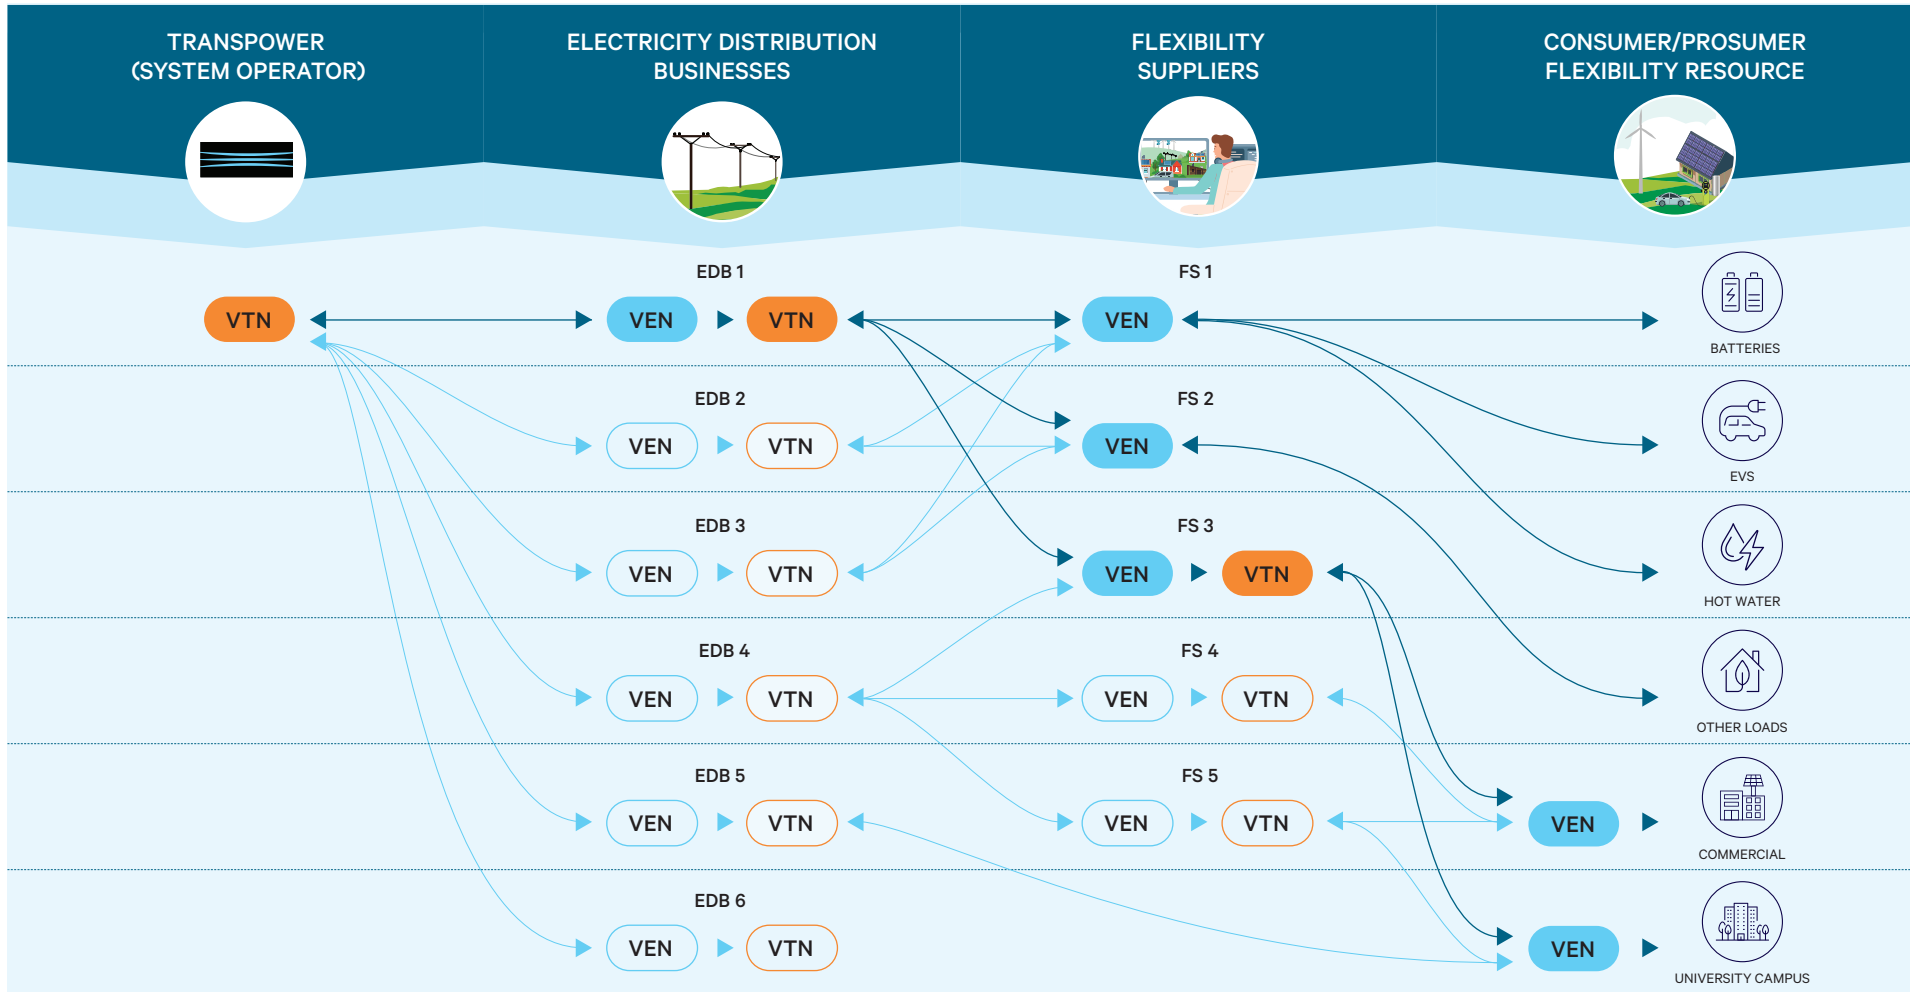 TRANSPOWER
(SYSTEM OPERATOR)
ELECTRICITY DISTRIBUTION
BUSINESSES
FLEXIBILITY
SUPPLIERS
CONSUMER/PROSUMER
FLEXIBILITY RESOURCE
EDB 1
FS 1
VTN
VEN
VTN
VEN
BATTERIES
EDB 2
FS 2
VEN
VTN
VEN
EVS
EDB 3
FS 3
VEN
VTN
VEN
VTN
HOT WATER
EDB 4
FS 4
VEN
VTN
VEN
VTN
OTHER LOADS
EDB 5
FS 5
VEN
VTN
VEN
VTN
VEN
COMMERCIAL
EDB 6
VEN
VTN
VEN
UNIVERSITY CAMPUS